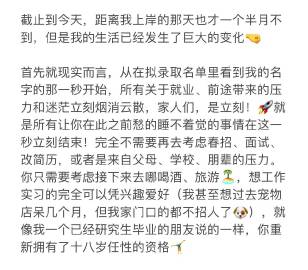 截止到今天，距离我上岸的那天也才一个半月不
到，但是我的生活已经发生了巨大的变化🤜
首先就现实而言，从在拟录取名单里看到我的名
字的那一秒开始，所有关于就业、前途带来的压
力和迷茫立刻烟消云散，家人们，是立刻！🚀就
是所有让你在此之前愁的睡不着觉的事情在这一
秒立刻结束！完全不需要再去考虑春招、面试、
改简历，或者是来自父母、学校、朋辈的压力。
你只需要考虑接下来去哪喝酒、旅游🏝，想工作
实习的完全可以凭兴趣爱好（我甚至想过去宠物
店呆几个月，但我家门口的都不招人了🐶），就
像我一个已经研究生毕业的朋友说的一样，你重
新拥有了十八岁任性的资格🤸